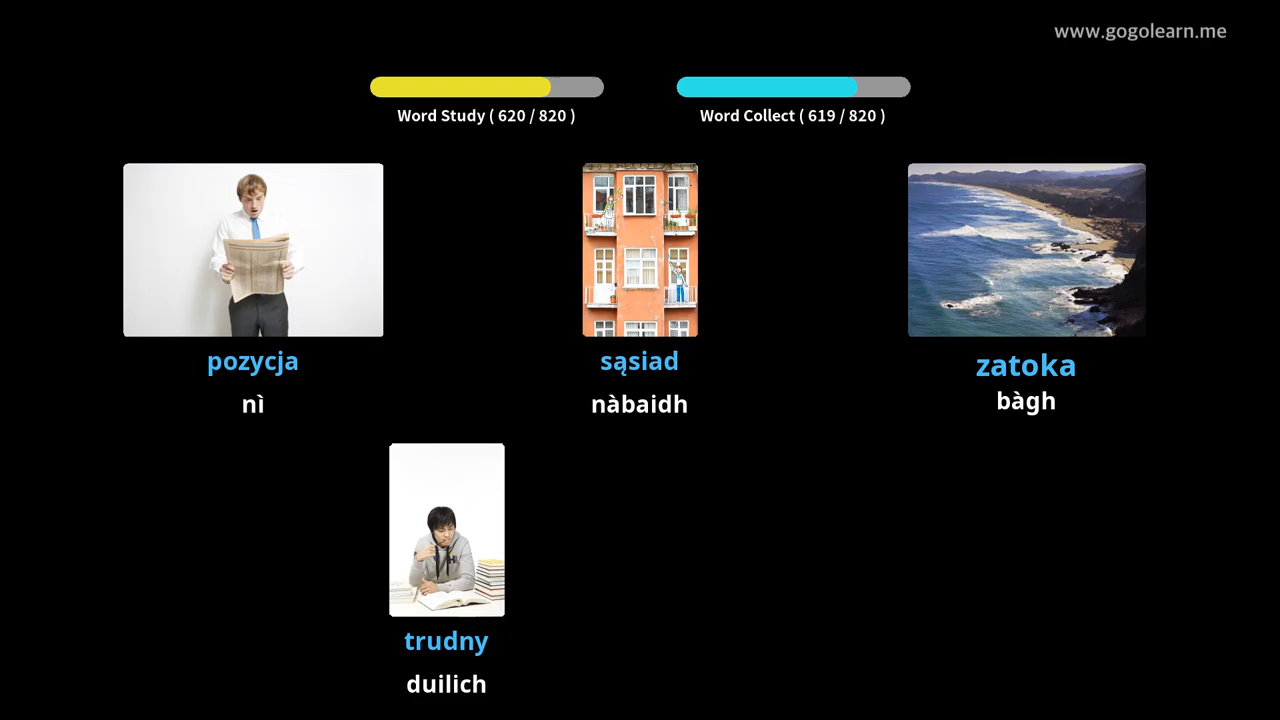 www.gogolearn.me
Word Study ( 620 / 820 )
Word Collect ( 619 / 820 )
pozycja
nì
sąsiad
nàbaidh
zatoka
bàgh
trudny
duilich